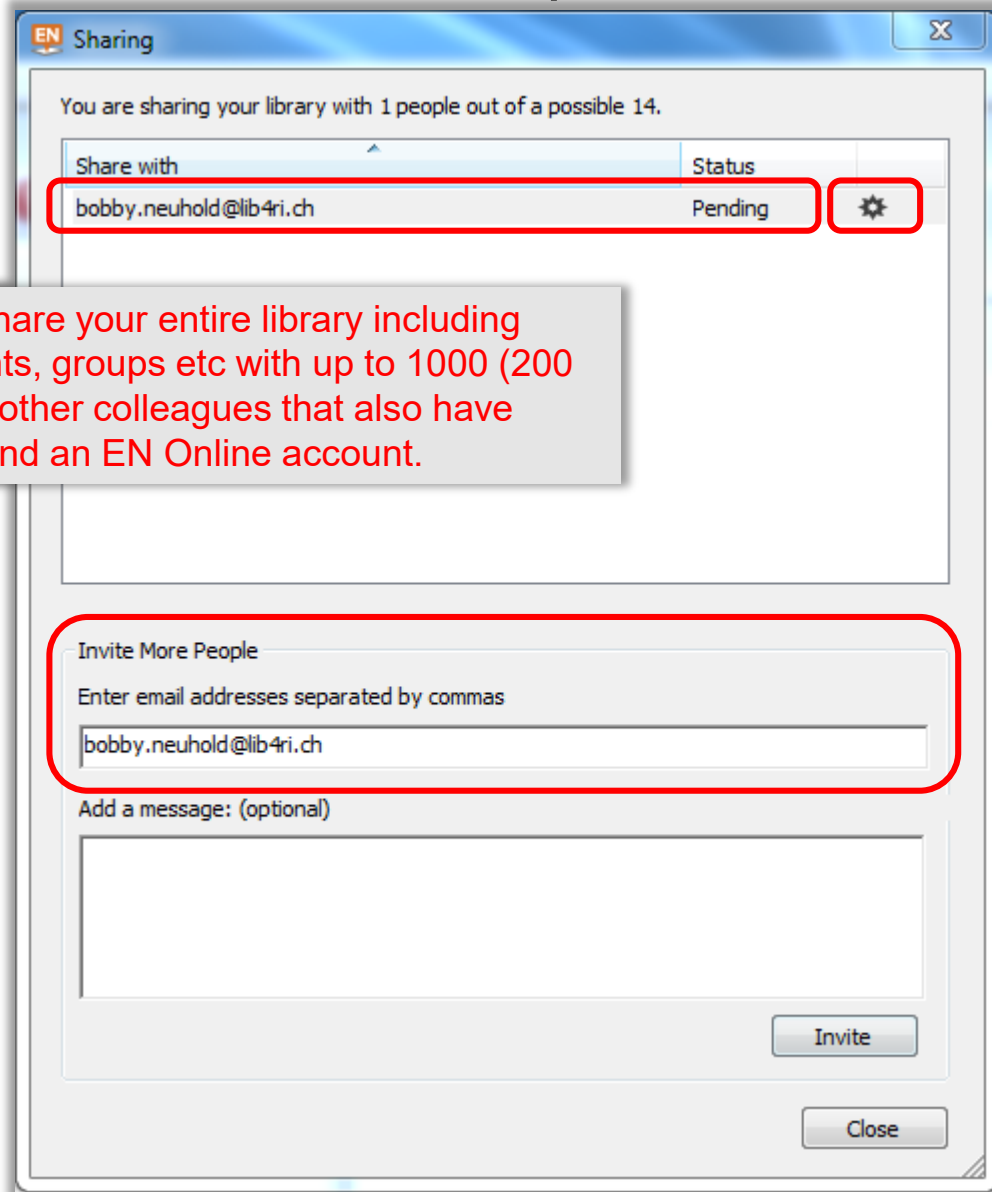 EN Sharing
You are sharing your library with 1 people out of a possible 14.
Share with Status
bobby.neuhold@lib4ri.ch Pending
your entire library including
groups etc with up to 1000 (200
other colleagues that also have
an EN Online account.
Invite More People
Enter email addresses separated by commas
bobby.neuhold@lib4ri.ch
Add a message: (optional)
Invite
Close